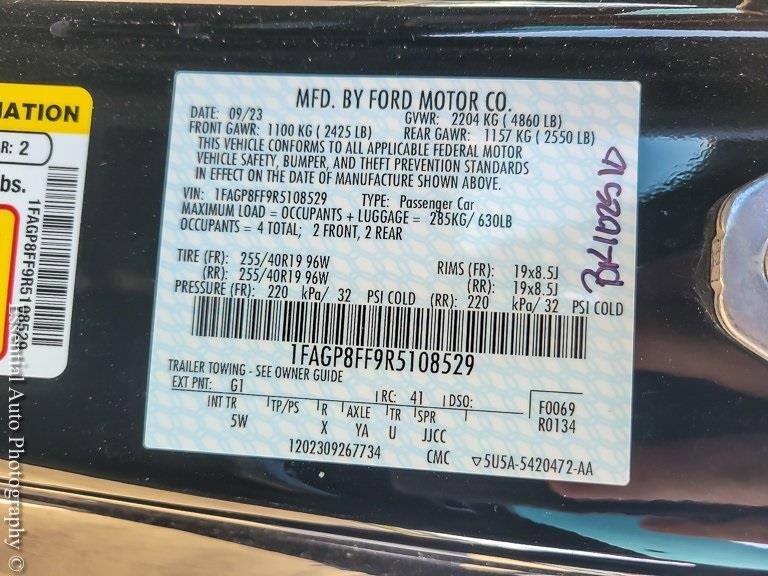 MATION
R: 2
bs.
1FAGP8FF9R5108529
MFD. BY FORD MOTOR CO.
DATE: 09/23 GVWR: 2204 KG ( 4860 LB)
FRONT GAWR: 1100 KG ( 2425 LB) REAR GAWR: 1157 KG ( 2550 LB)
THIS VEHICLE CONFORMS TO ALL APPLICABLE FEDERAL MOTOR
VEHICLE SAFETY, BUMPER, AND THEFT PREVENTION STANDARDS
IN EFFECT ON THE DATE OF MANUFACTURE SHOWN ABOVE.
VIN: 1FAGP8FF9R5108529 TYPE: Passenger Car
MAXIMUM LOAD = OCCUPANTS + LUGGAGE = 285KG/ 630LB
OCCUPANTS = 4 TOTAL; 2 FRONT, 2 REAR
TIRE (FR): 255/40R19 96W RIMS (FR): 19x8.5J
(RR): 255/40R19 96W (RR): 19x8.5J
PRESSURE (FR): 220 kPa/ 32 PSI COLD (RR): 220 kPa/ 32 PSI COLD
1FAGP8FF9R5108529
TRAILER TOWING - SEE OWNER GUIDE
EXT PNT: G1 RC: 41 DSO: F0069
INT TR TP/PS R AXLE TR SPR R0134
5W X YA U JJCC
1202309267734 CMC ▽5U5A-5420472-AA
Essential Auto Photography ©